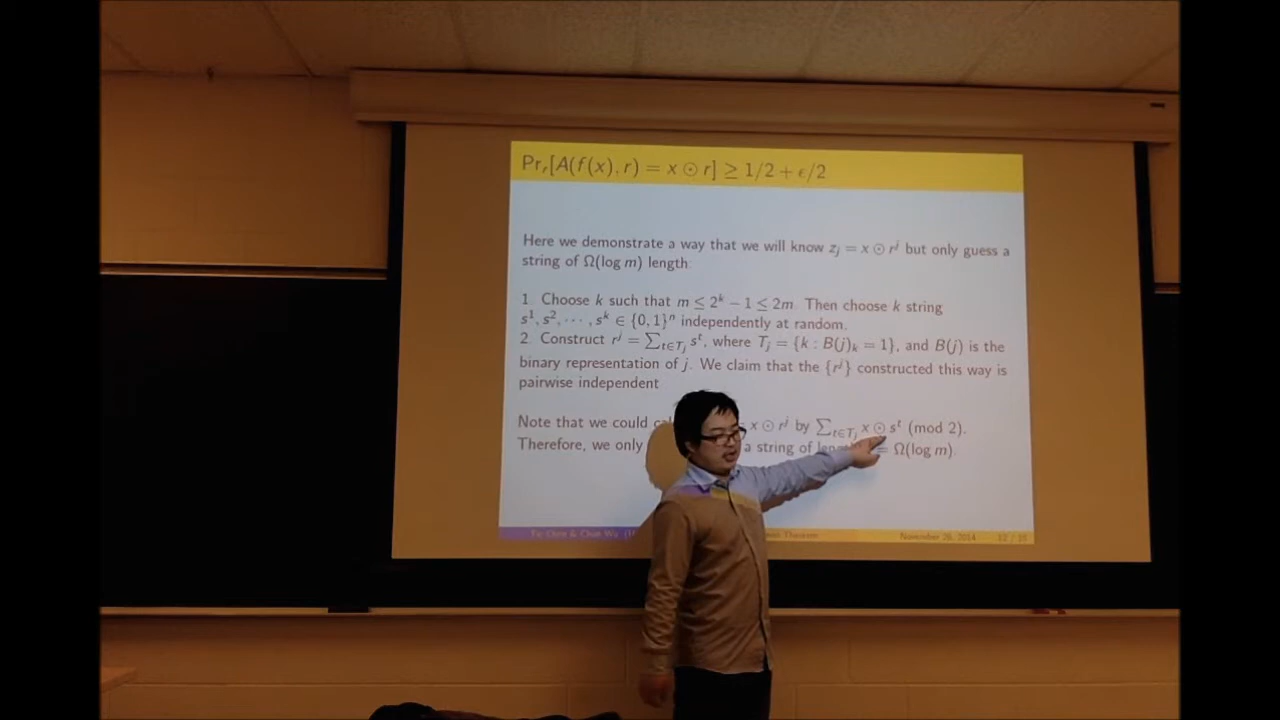 Pr_r[A(f(x), r) = x ⊙ r] ≥ 1/2 + ε/2
Here we demonstrate a way that we will know z_j = x ⊙ r^j but only guess a
string of Ω(log m) length:
1. Choose k such that m ≤ 2^k − 1 ≤ 2m. Then choose k string
s^1, s^2, ⋯, s^k ∈ {0, 1}^n independently at random.
2. Construct r^j = ∑_{t∈T_j} s^t, where T_j = {k : B(j)_k = 1}, and B(j) is the
binary representation of j. We claim that the {r^j} constructed this way is
pairwise independent
Note that we could x ⊙ r^j by ∑_{t∈T_j} x ⊙ s^t (mod 2).
Therefore, we only a string of length = Ω(log m).
November 26, 2014